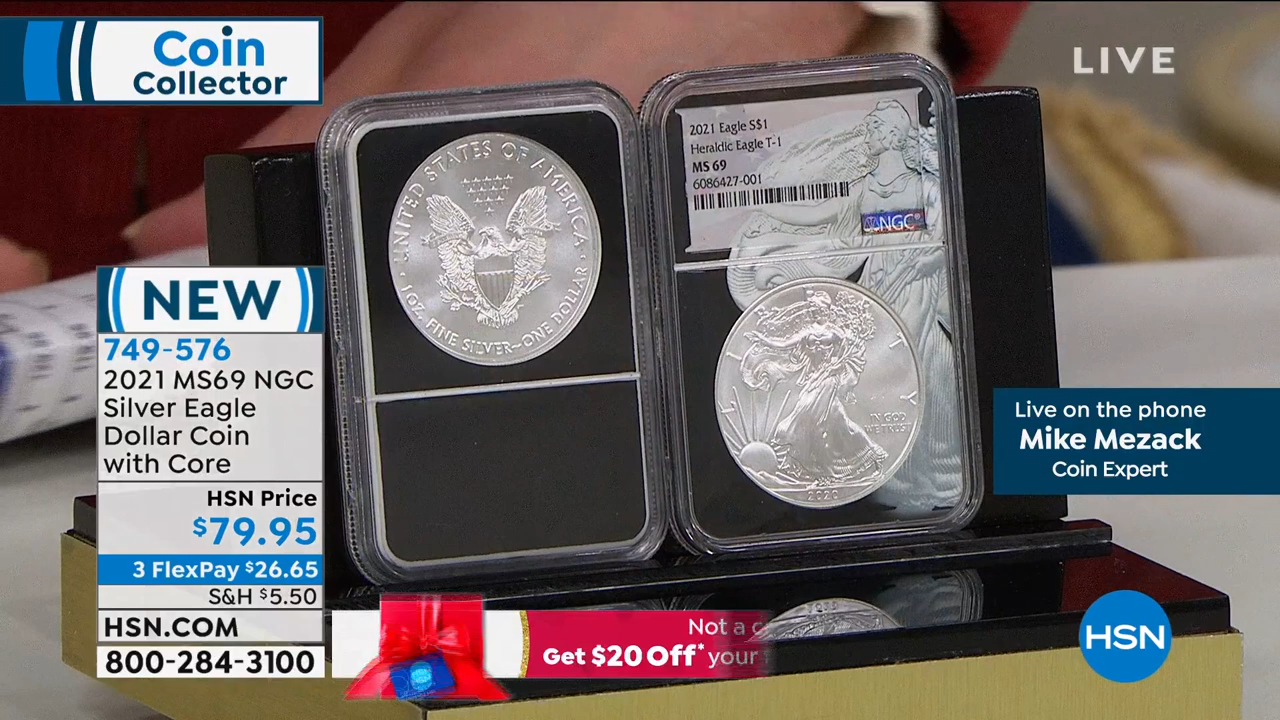 Coin
Collector
LIVE
NEW
749-576
2021 MS69 NGC
Silver Eagle
Dollar Coin
with Core
HSN Price
$79.95
3 FlexPay $26.65
S&H $5.50
HSN.COM
800-284-3100
UNITED STATES OF AMERICA
1 OZ. FINE SILVER~ONE DOLLAR
2021 Eagle S$1
Heraldic Eagle T-1
MS 69
6086427-001
NGC
LIBERTY
IN GOD
WE TRUST
2020
Live on the phone
Mike Mezack
Coin Expert
Not a
Get $20 Off* your
HSN